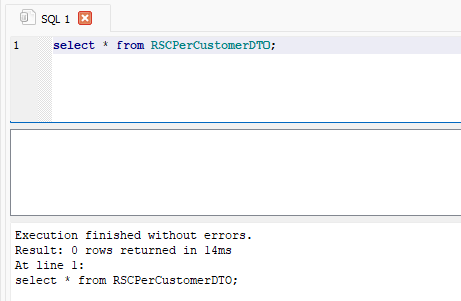 SQL 1
1 select * from RSCPerCustomerDTO;
Execution finished without errors.
Result: 0 rows returned in 14ms
At line 1:
select * from RSCPerCustomerDTO;